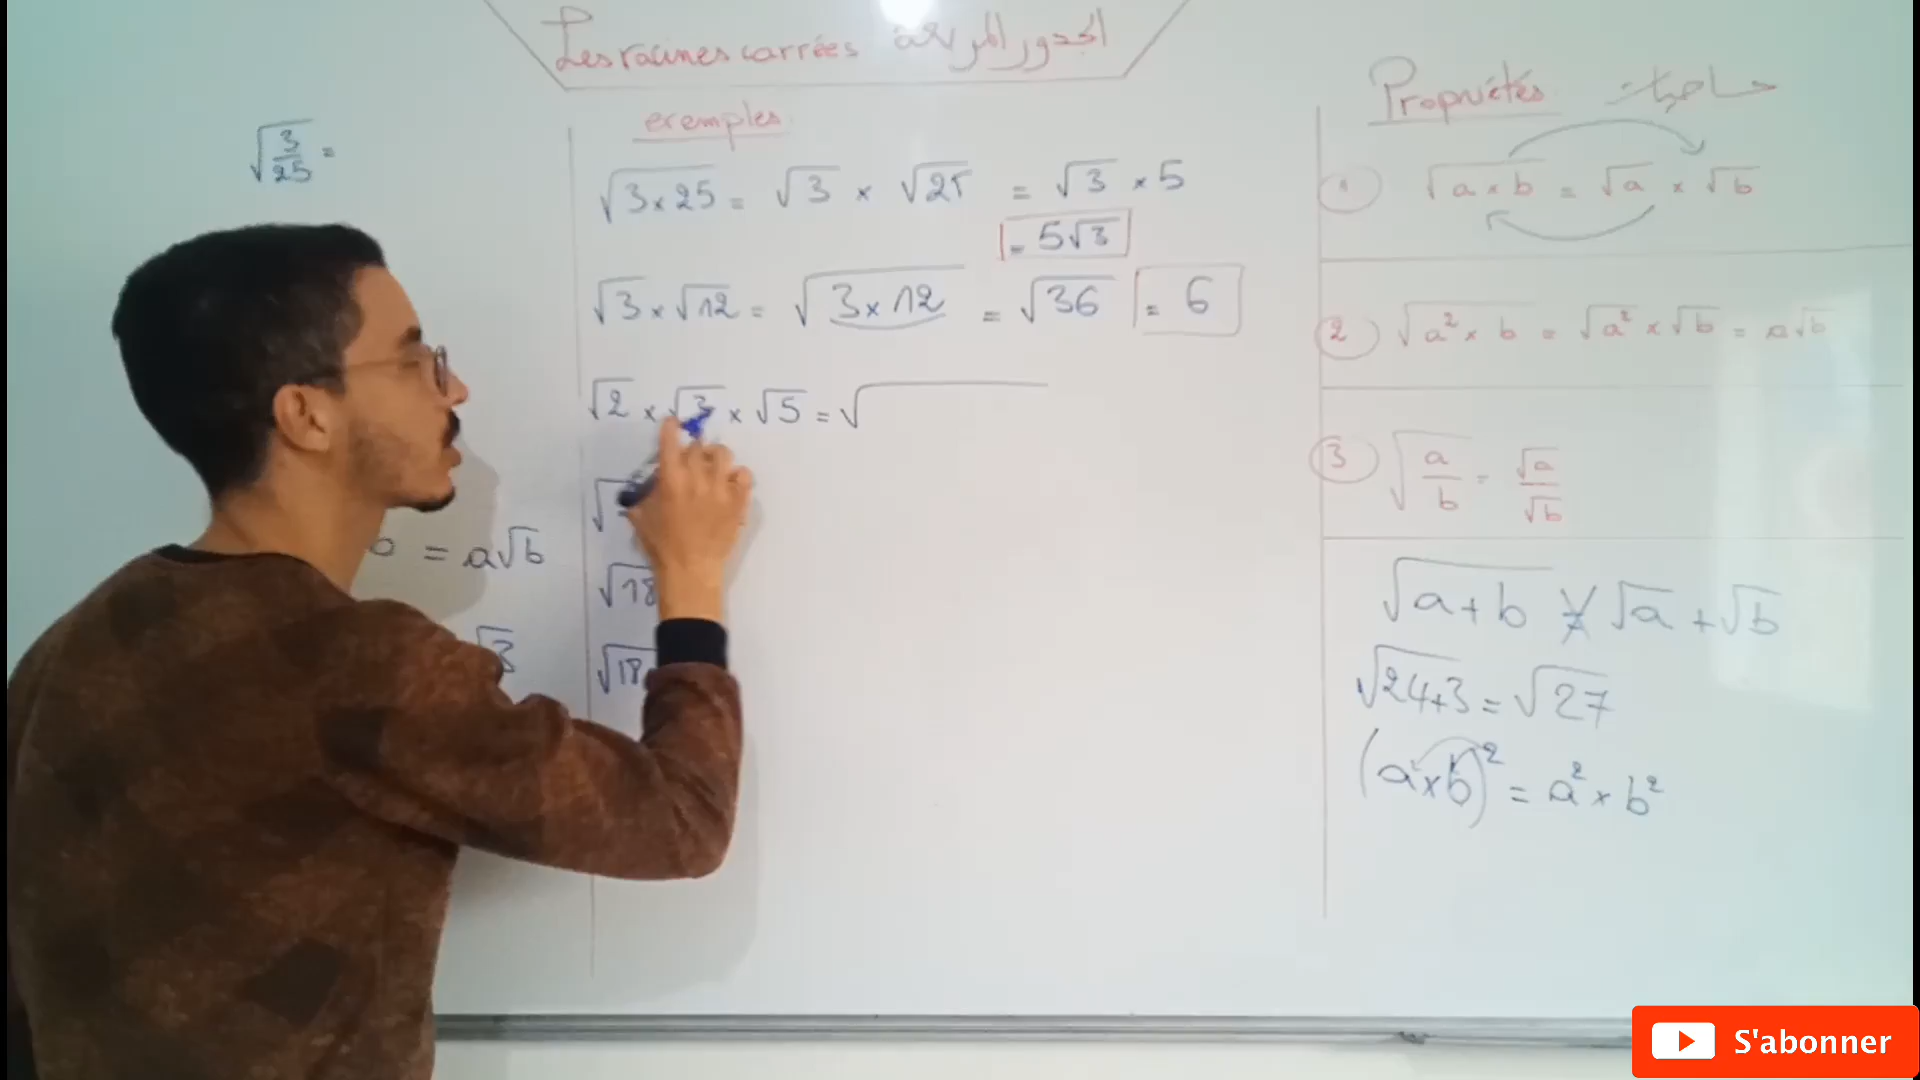 Les racines carrées الجذور المربعة
exemples
√(3/25) =
√(3×25) = √3 × √25 = √3 × 5
= 5√3
√3 × √12 = √(3×12) = √36 = 6
√2 × √3 × √5 = √
= a√b
√18
√3
√18
Propriétés خاصيات
1 √(a×b) = √a × √b
2 √(a²×b) = √a² × √b = a√b
3 √(a/b) = √a/√b
√(a+b) ≠ √a + √b
√(24+3) = √27
(a×b)² = a² × b²
S'abonner